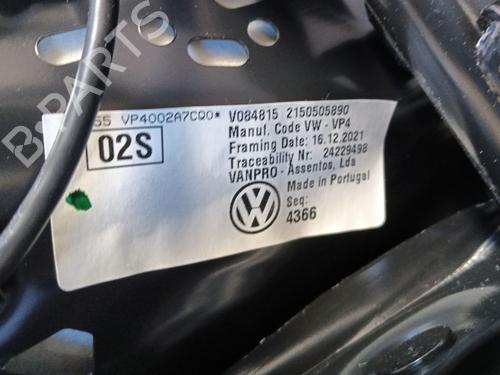 VP4002A7CQ0* V084815 2150505890
02S
Manuf. Code VW - VP4
Framing Date: 16.12.2021
Traceability Nr: 24229498
VANPRO - Assentos, Lda
Made in Portugal
Seq:
4366